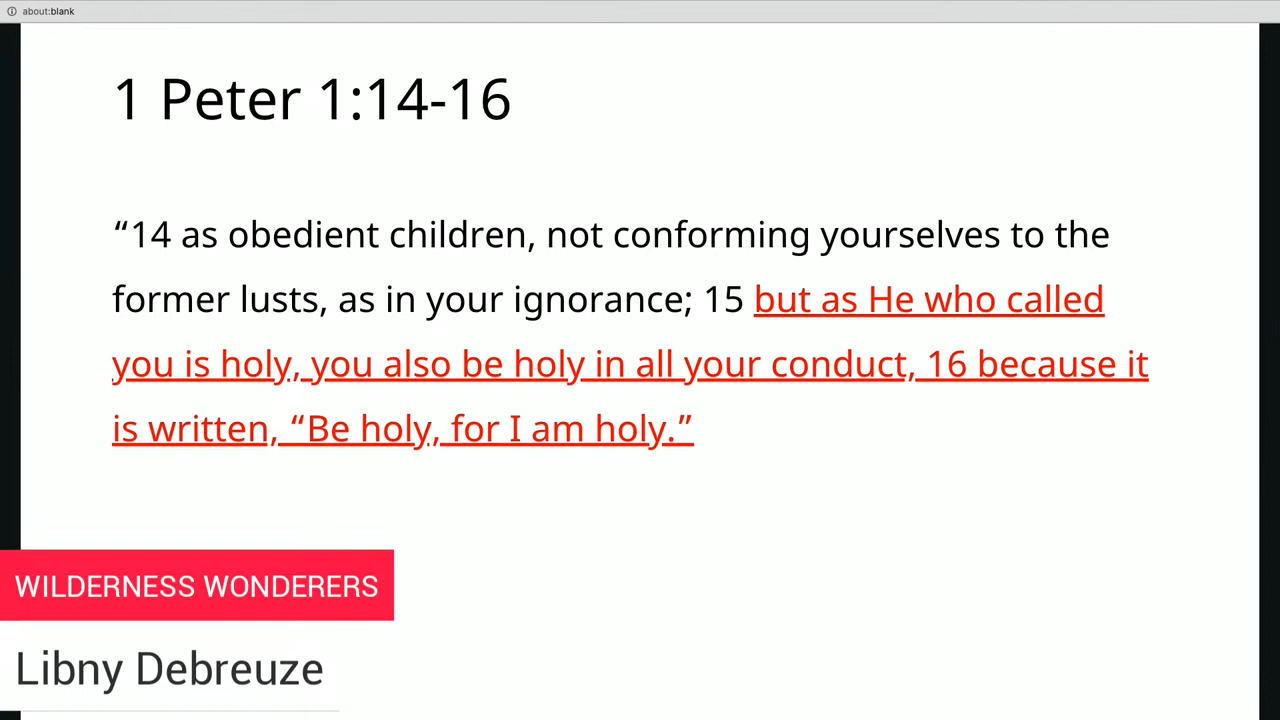 about:blank
1 Peter 1:14-16
“14 as obedient children, not conforming yourselves to the
former lusts, as in your ignorance; 15 but as He who called
you is holy, you also be holy in all your conduct, 16 because it
is written, “Be holy, for I am holy.”
WILDERNESS WONDERERS
Libny Debreuze